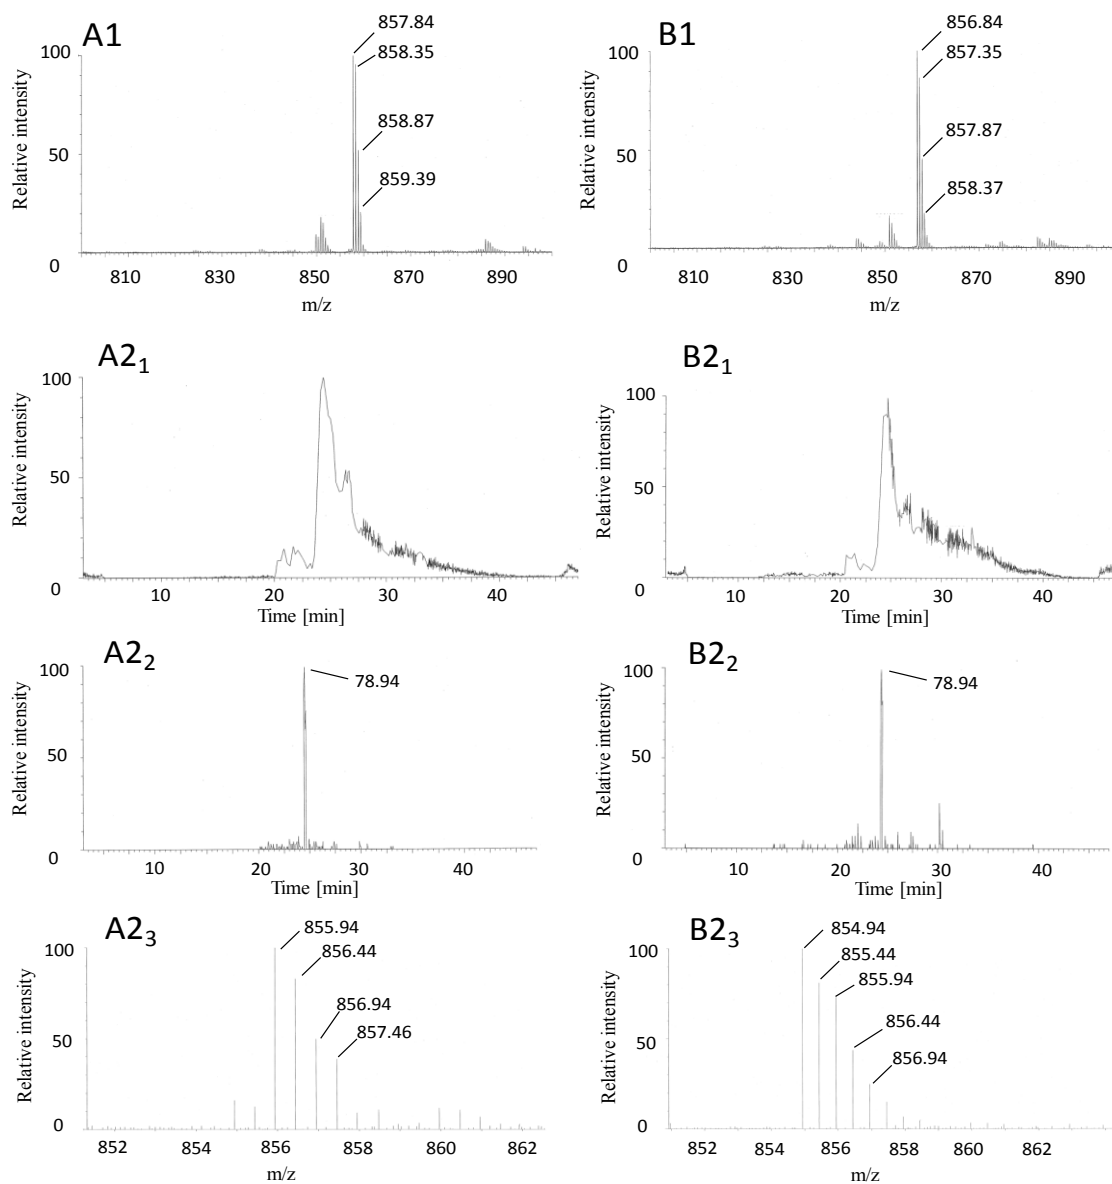 A1
857.84
858.35
858.87
859.39
100
50
0
Relative intensity
810 830 850 870 890
m/z
B1
856.84
857.35
857.87
858.37
100
50
0
Relative intensity
810 830 850 870 890
m/z
A2₁
100
50
0
Relative intensity
10 20 30 40
Time [min]
B2₁
100
50
0
Relative intensity
10 20 30 40
Time [min]
A2₂
78.94
100
50
0
Relative intensity
10 20 30 40
Time [min]
B2₂
78.94
100
50
0
Relative intensity
10 20 30 40
Time [min]
A2₃
855.94
856.44
856.94
857.46
100
50
0
Relative intensity
852 854 856 858 860 862
m/z
B2₃
854.94
855.44
855.94
856.44
856.94
100
50
0
Relative intensity
852 854 856 858 860 862
m/z